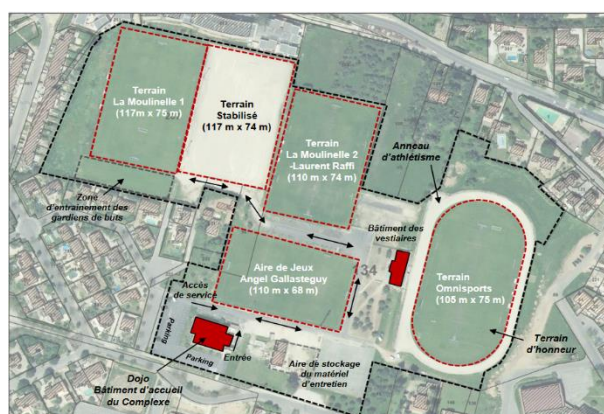 Terrain
La Moulinelle 1
(117m x 75 m)
Terrain
Stabilisé
(117 m x 74 m)
Terrain
La Moulinelle 2
-Laurent Raffi
(110 m x 74 m)
Anneau
d'athlétisme
Zone
d'entrainement des
gardiens de buts
Bâtiment des
vestiaires
34
Aire de Jeux
Angel Gallasteguy
(110 m x 68 m)
Terrain
Omnisports
(105 m x 75 m)
Accès
de service
Parking
Parking
Entrée
Terrain
d'honneur
Dojo
Bâtiment d'accueil
du Complexe
Aire de stockage
du matériel
d'entretien